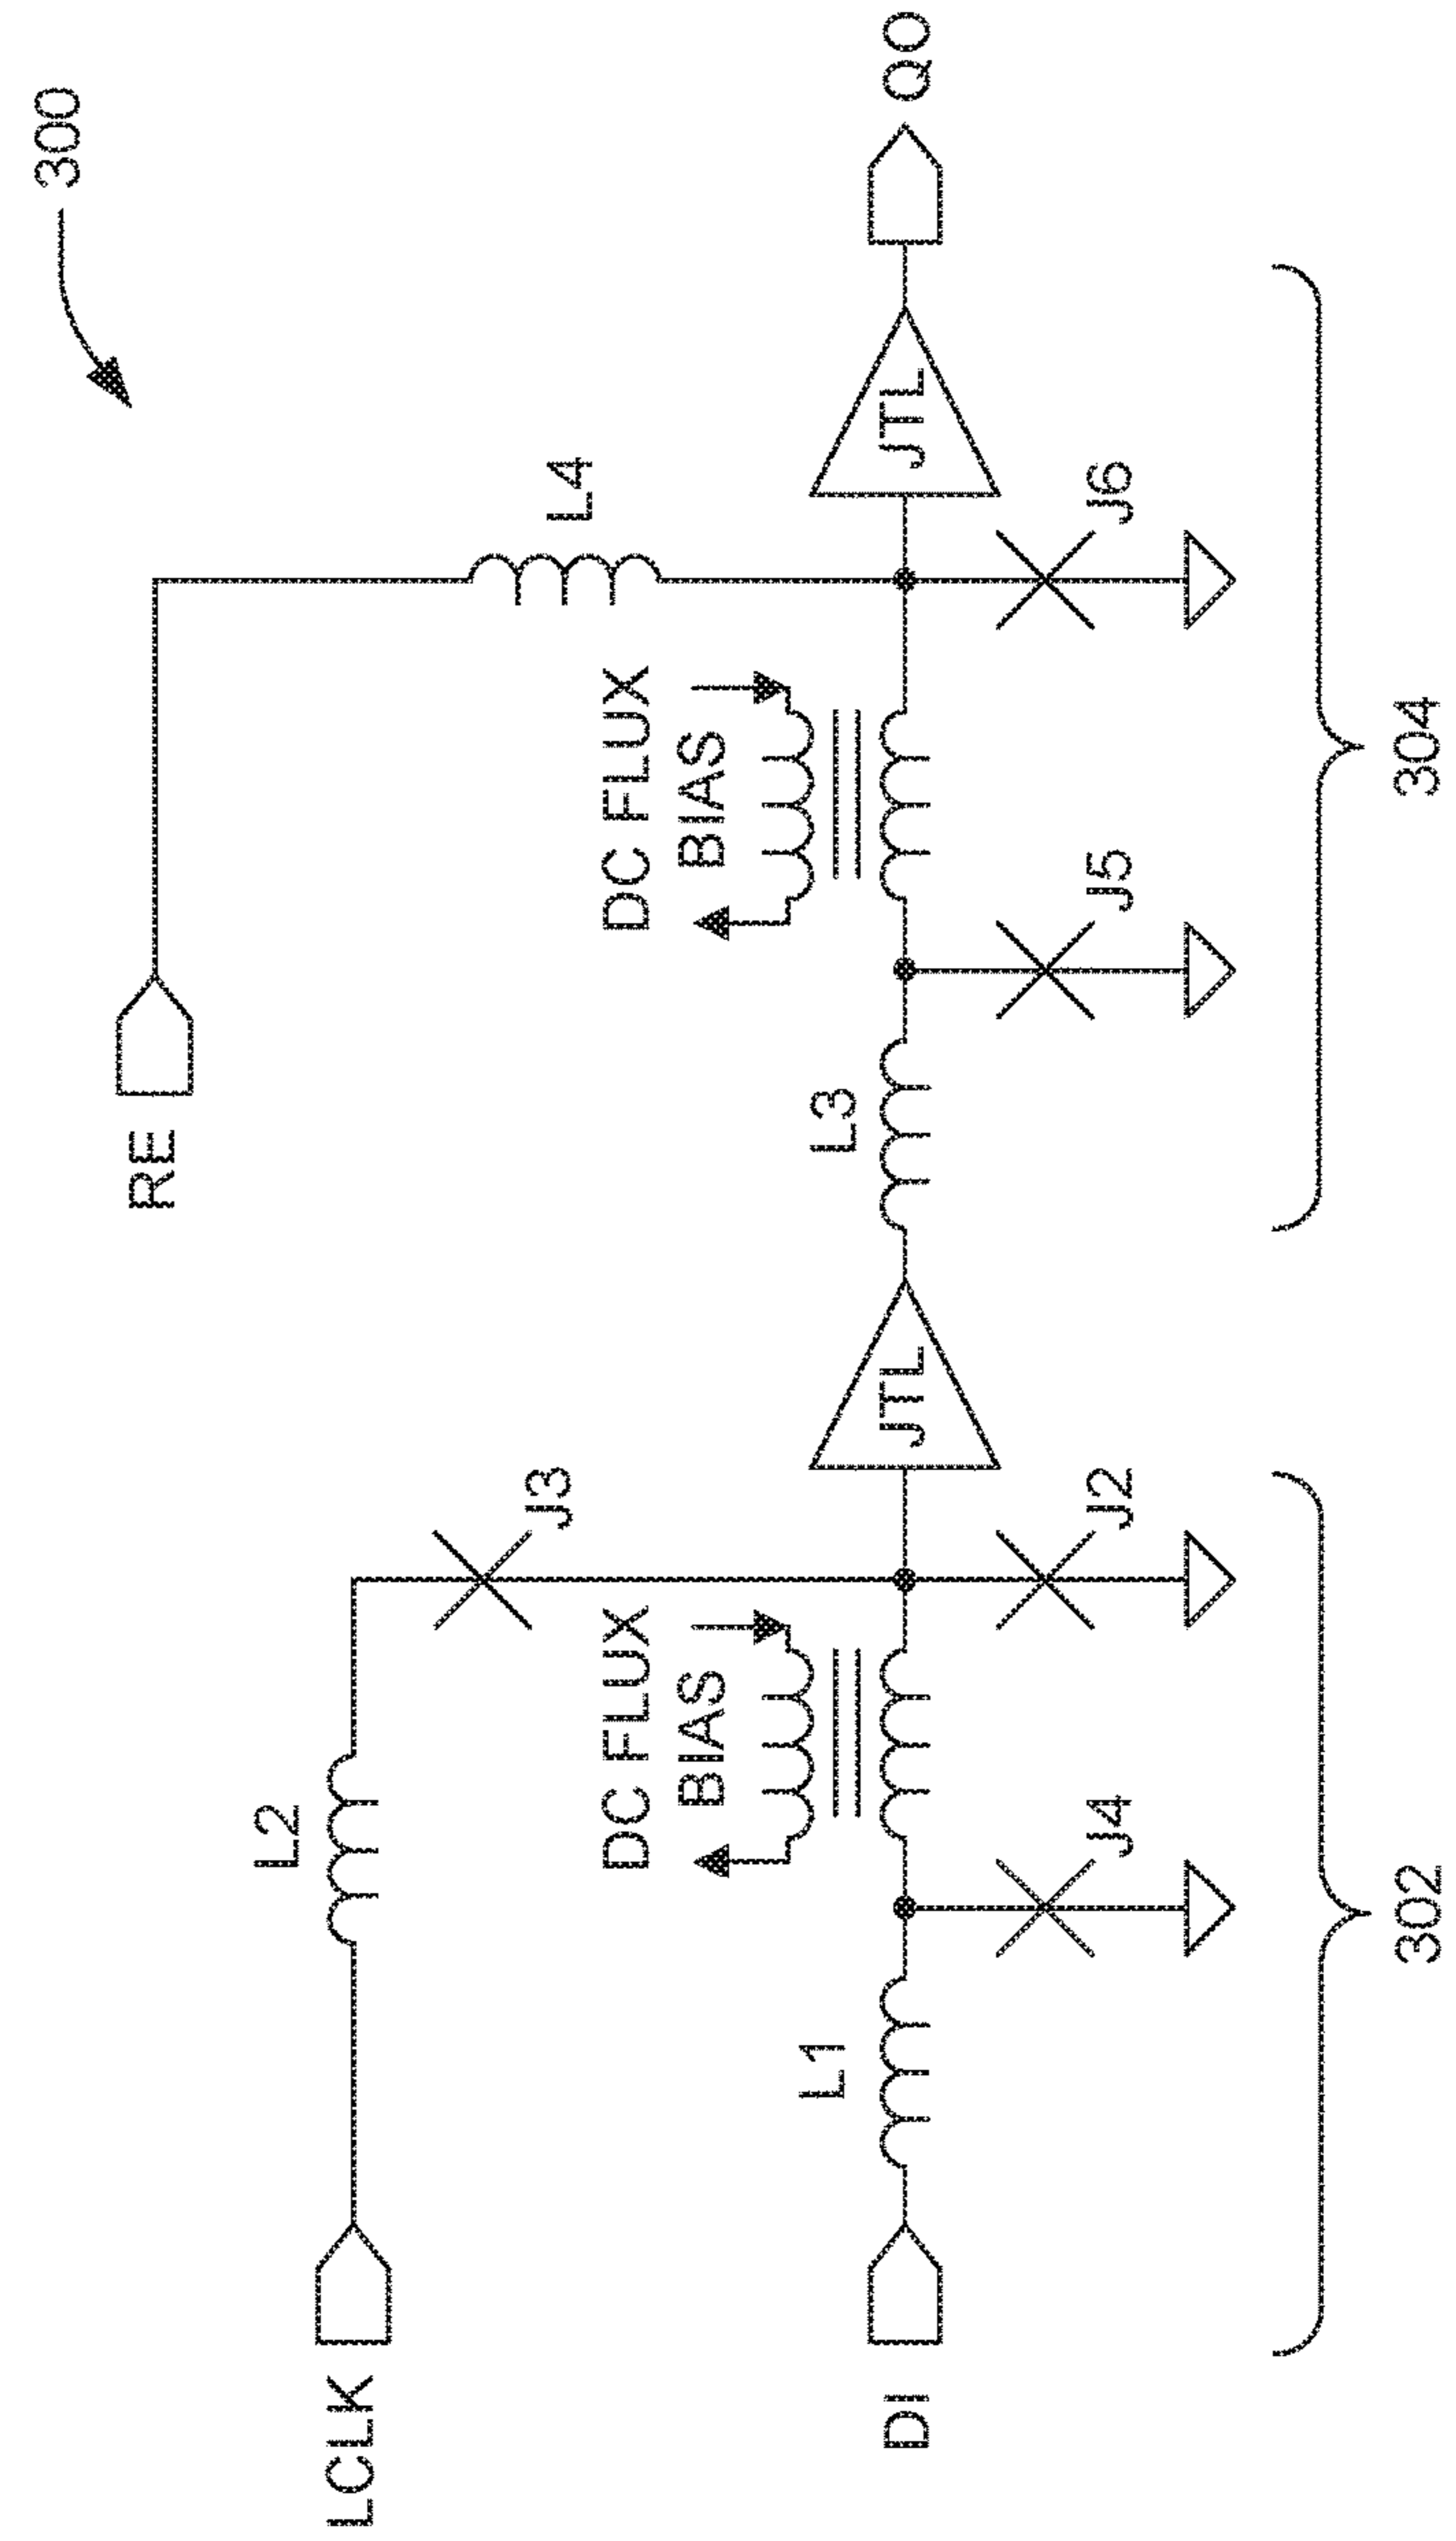 300
RE
L4
QO
DC FLUX
BIAS
L3
JTL
J5
J6
JTL
304
LCLK
L2
J3
DC FLUX
BIAS
DI
L1
J4
J2
302